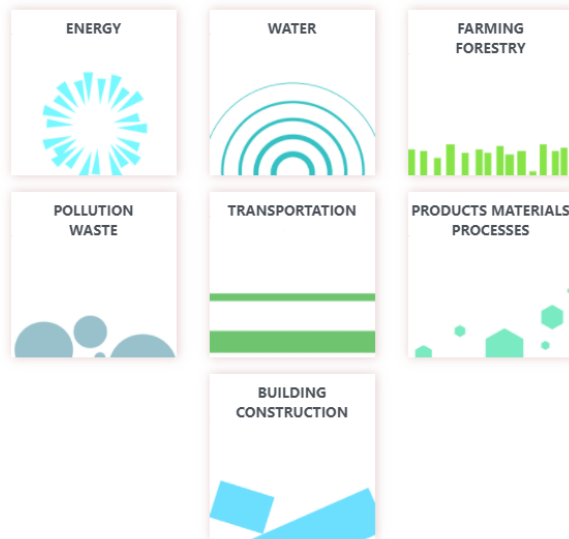 ENERGY
WATER
FARMING
FORESTRY
POLLUTION
WASTE
TRANSPORTATION
PRODUCTS MATERIALS
PROCESSES
BUILDING
CONSTRUCTION